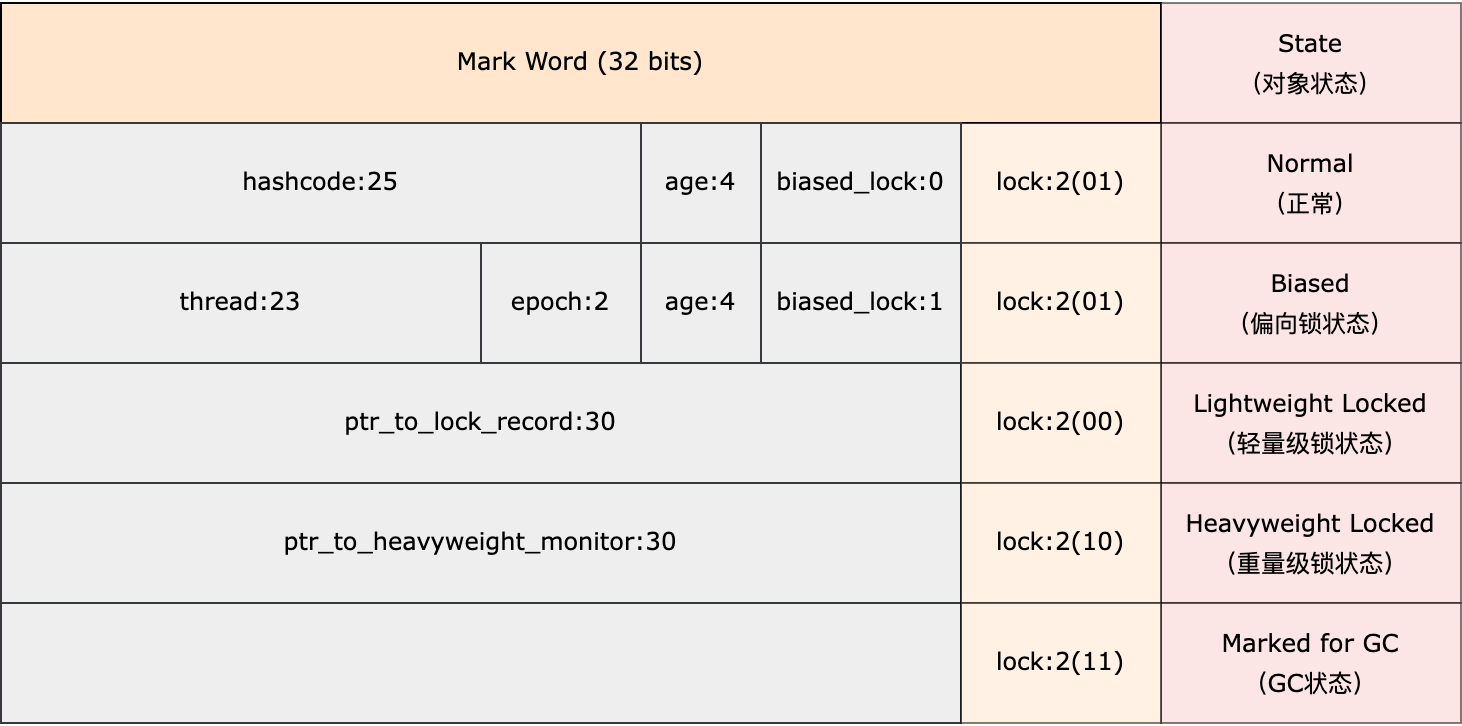 Mark Word (32 bits)
State
(对象状态)
hashcode:25
age:4
biased_lock:0
lock:2(01)
Normal
(正常)
thread:23
epoch:2
age:4
biased_lock:1
lock:2(01)
Biased
(偏向锁状态)
ptr_to_lock_record:30
lock:2(00)
Lightweight Locked
(轻量级锁状态)
ptr_to_heavyweight_monitor:30
lock:2(10)
Heavyweight Locked
(重量级锁状态)
lock:2(11)
Marked for GC
(GC状态)